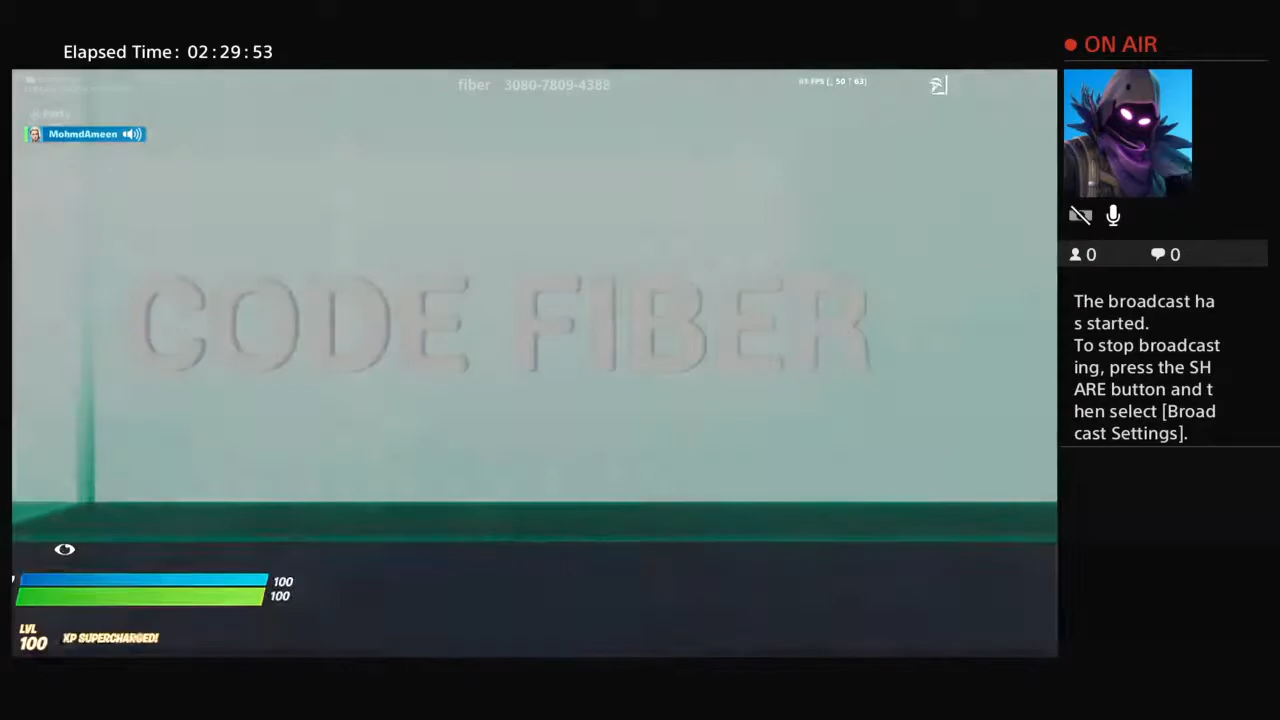 Elapsed Time: 02:29:53
ON AIR
fiber 3080-7809-4388
Party
MohmdAmeen
CODE FIBER
0
0
The broadcast ha
s started.
To stop broadcast
ing, press the SH
ARE button and t
hen select [Broad
cast Settings].
100
100
LVL
100
XP SUPERCHARGED!